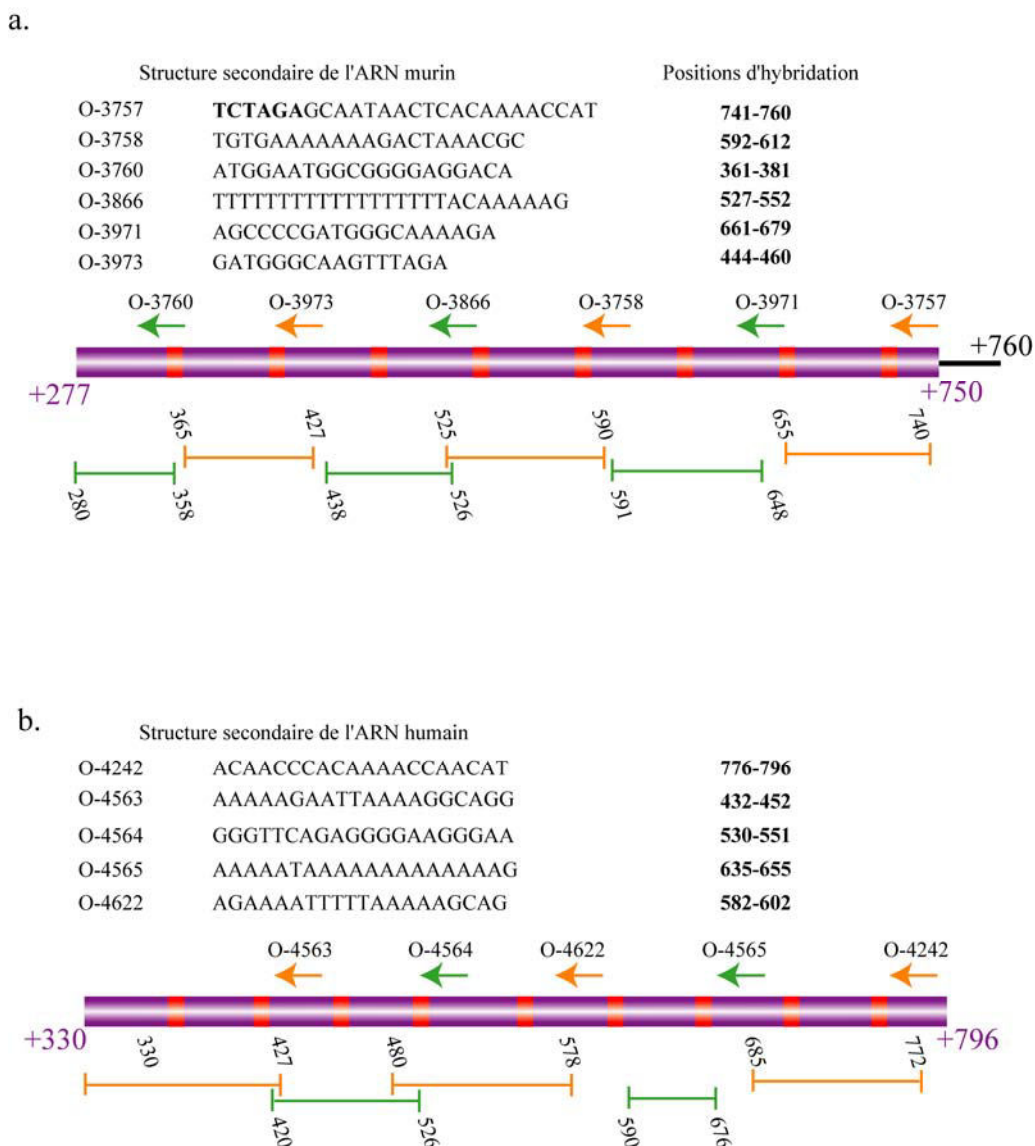 a.
Structure secondaire de l'ARN murin Positions d'hybridation
O-3757 TCTAGAGCAATAACTCACAAAACCAT 741-760
O-3758 TGTGAAAAAAAGACTAAACGC 592-612
O-3760 ATGGAATGGCGGGGAGGACA 361-381
O-3866 TTTTTTTTTTTTTTTTTTACAAAAAG 527-552
O-3971 AGCCCCGATGGGCAAAAGA 661-679
O-3973 GATGGGCAAGTTTAGA 444-460
O-3760 O-3973 O-3866 O-3758 O-3971 O-3757
+760
+277 +750
365 427 525 590 655 740
280 358 438 526 591 648
b.
Structure secondaire de l'ARN humain
O-4242 ACAACCCACAAAACCAACAT 776-796
O-4563 AAAAAGAATTAAAAGGCAGG 432-452
O-4564 GGGTTCAGAGGGGAAGGGAA 530-551
O-4565 AAAAATAAAAAAAAAAAAAG 635-655
O-4622 AGAAAATTTTTAAAAAGCAG 582-602
O-4563 O-4564 O-4622 O-4565 O-4242
+330 +796
330 427 480 578 685 772
420 526 590 676